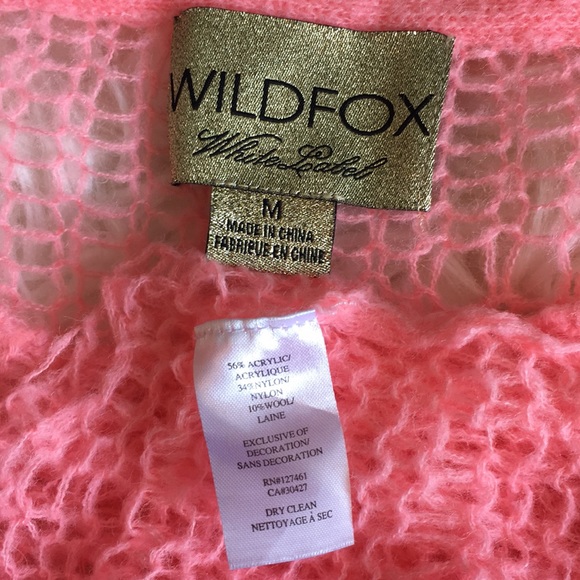 WILDFOX
White Label
M
MADE IN CHINA
FABRIQUE EN CHINE
56% ACRYLIC/
ACRYLIQUE
34%NYLON/
NYLON
10%WOOL/
LAINE
EXCLUSIVE OF
DECORATION/
SANS DECORATION
RN#127461
CA#30427
DRY CLEAN
NETTOYAGE À SEC